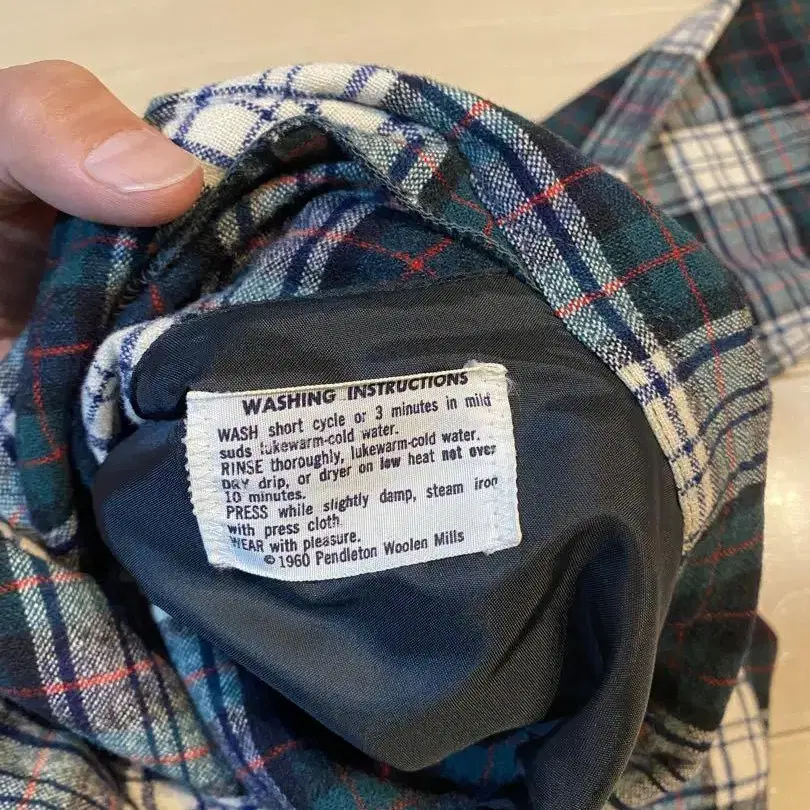 WASHING INSTRUCTIONS
WASH short cycle or 3 minutes in mild
suds lukewarm-cold water.
RINSE thoroughly, lukewarm-cold water.
DRY drip, or dryer on low heat not over
10 minutes.
PRESS while slightly damp, steam iron
with press cloth
WEAR with pleasure.
© 1960 Pendleton Woolen Mills